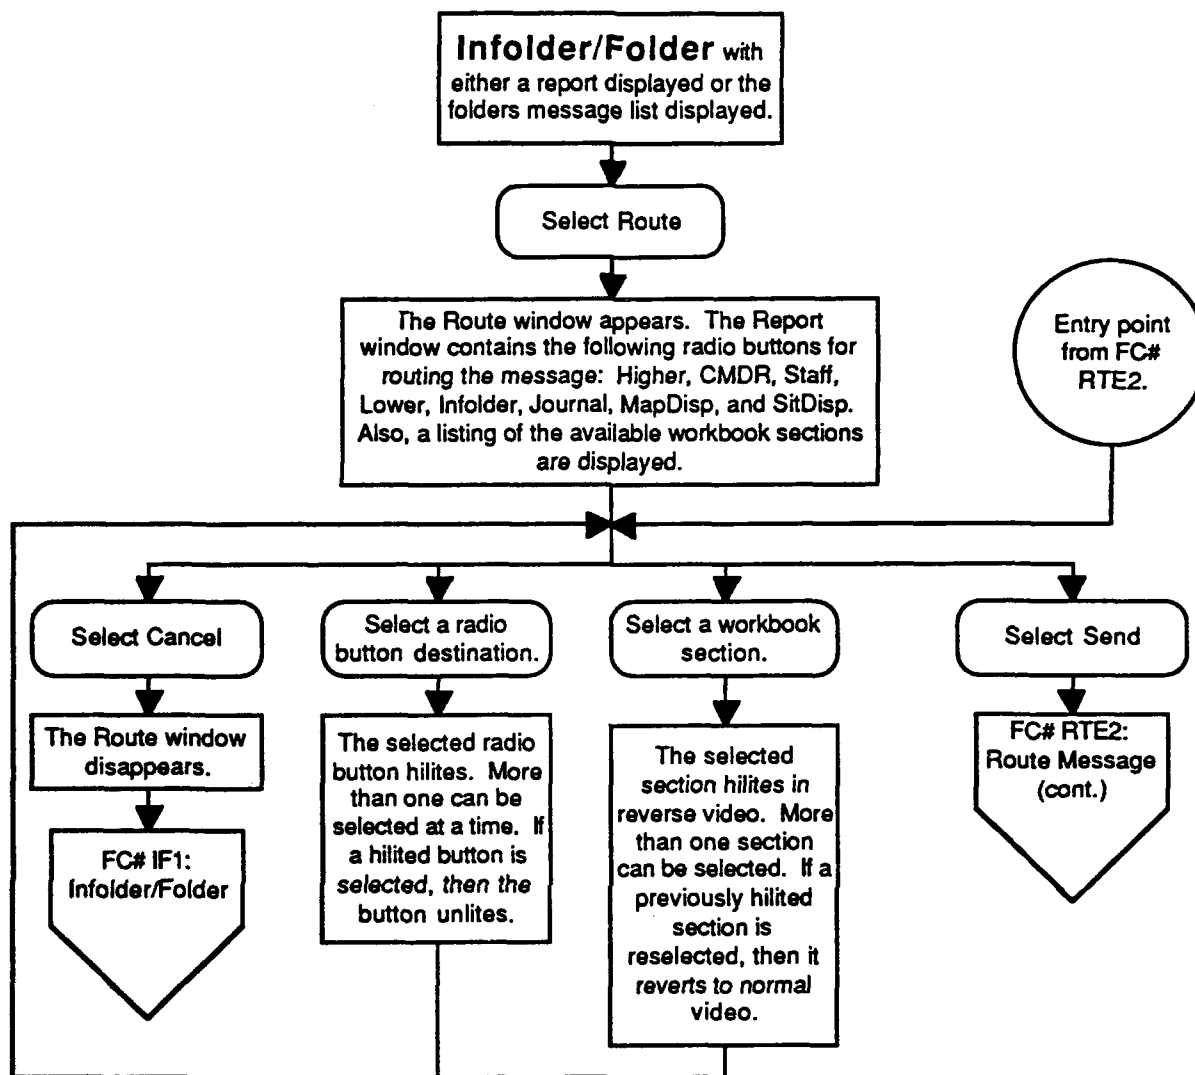 Infolder/Folder with
either a report displayed or the
folders message list displayed.
Select Route
The Route window appears. The Report
window contains the following radio buttons for
routing the message: Higher, CMDR, Staff,
Lower, Infolder, Journal, MapDisp, and SitDisp.
Also, a listing of the available workbook sections
are displayed.
Entry point
from FC#
RTE2.
Select Cancel
The Route window
disappears.
FC# IF1:
Infolder/Folder
Select a radio
button destination.
The selected radio
button hilites. More
than one can be
selected at a time. If
a hilited button is
selected, then the
button unlites.
Select a workbook
section.
The selected
section hilites in
reverse video. More
than one section
can be selected. If a
previously hilited
section is
reselected, then it
reverts to normal
video.
Select Send
FC# RTE2:
Route Message
(cont.)